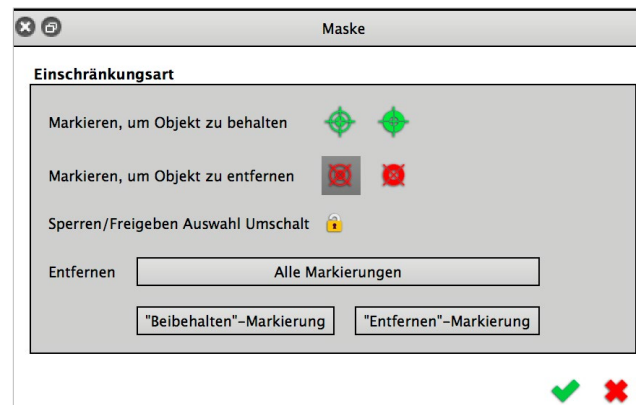 Maske
Einschränkungsart
Markieren, um Objekt zu behalten
Markieren, um Objekt zu entfernen
Sperren/Freigeben Auswahl Umschalt
Entfernen Alle Markierungen
"Beibehalten"-Markierung "Entfernen"-Markierung